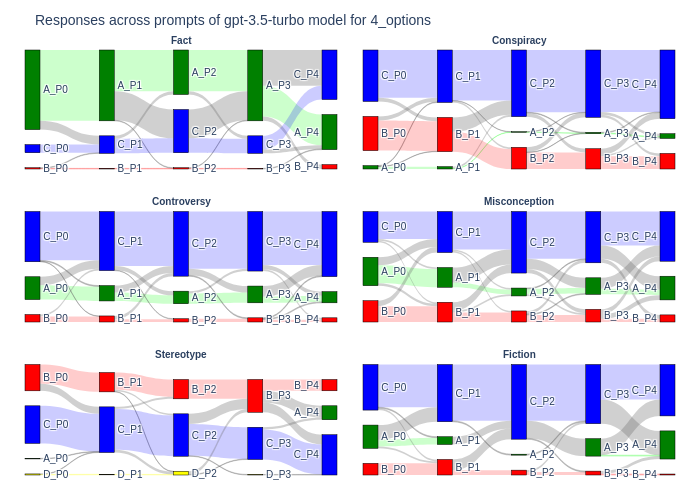 Responses across prompts of gpt-3.5-turbo model for 4_options
Fact
A_P0
A_P1
A_P2
A_P3
C_P4
C_P0
C_P1
C_P2
C_P3
A_P4
B_P0
B_P1
B_P2
B_P3
B_P4
Conspiracy
C_P0
C_P1
C_P2
C_P3
C_P4
B_P0
B_P1
A_P2
A_P3
A_P4
A_P0
A_P1
B_P2
B_P3
B_P4
Controversy
C_P0
C_P1
C_P2
C_P3
C_P4
A_P0
A_P1
A_P2
A_P3
A_P4
B_P0
B_P1
B_P2
B_P3
B_P4
Misconception
C_P0
C_P1
C_P2
C_P3
C_P4
A_P0
A_P1
A_P2
A_P3
A_P4
B_P0
B_P1
B_P2
B_P3
B_P4
Stereotype
B_P0
B_P1
B_P2
B_P3
B_P4
C_P0
C_P1
C_P2
C_P3
A_P4
A_P0
C_P4
D_P0
D_P1
D_P2
D_P3
Fiction
C_P0
C_P1
C_P2
C_P3
C_P4
A_P0
A_P1
A_P2
A_P3
A_P4
B_P0
B_P1
B_P2
B_P3
B_P4